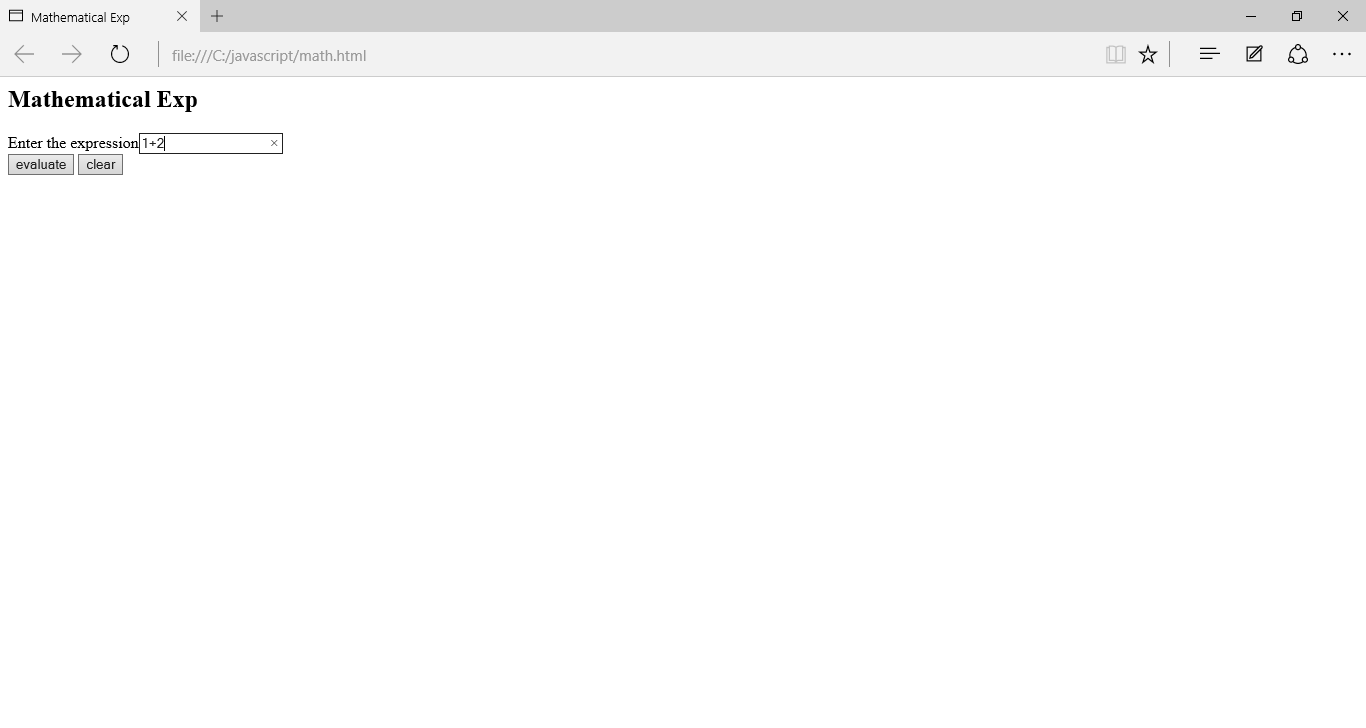 Mathematical Exp
file:///C:/javascript/math.html
Mathematical Exp
Enter the expression 1+2
evaluate clear